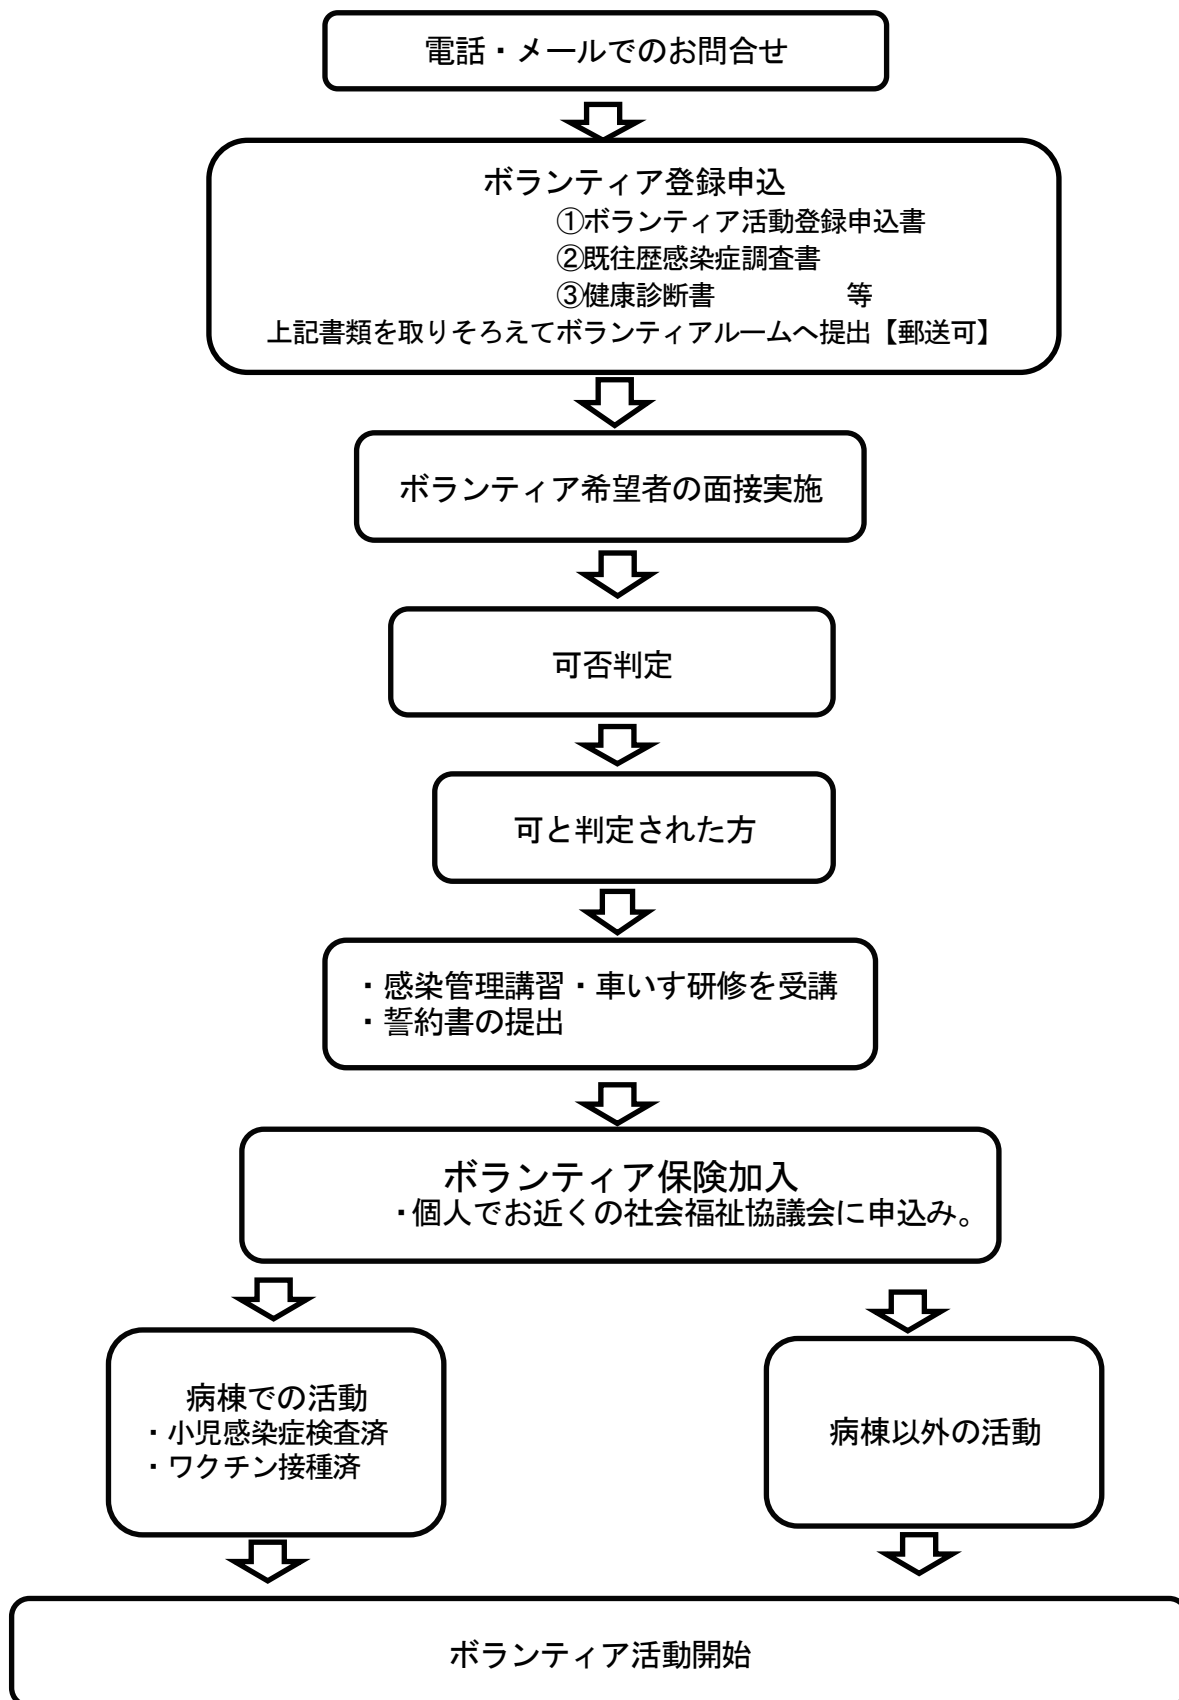 電話・メールでのお問合せ
ボランティア登録申込
①ボランティア活動登録申込書
②既往歴感染症調査書
③健康診断書　　　　　等
上記書類を取りそろえてボランティアルームへ提出【郵送可】
ボランティア希望者の面接実施
可否判定
可と判定された方
・感染管理講習・車いす研修を受講
・誓約書の提出
ボランティア保険加入
・個人でお近くの社会福祉協議会に申込み。
病棟での活動
・小児感染症検査済
・ワクチン接種済
病棟以外の活動
ボランティア活動開始